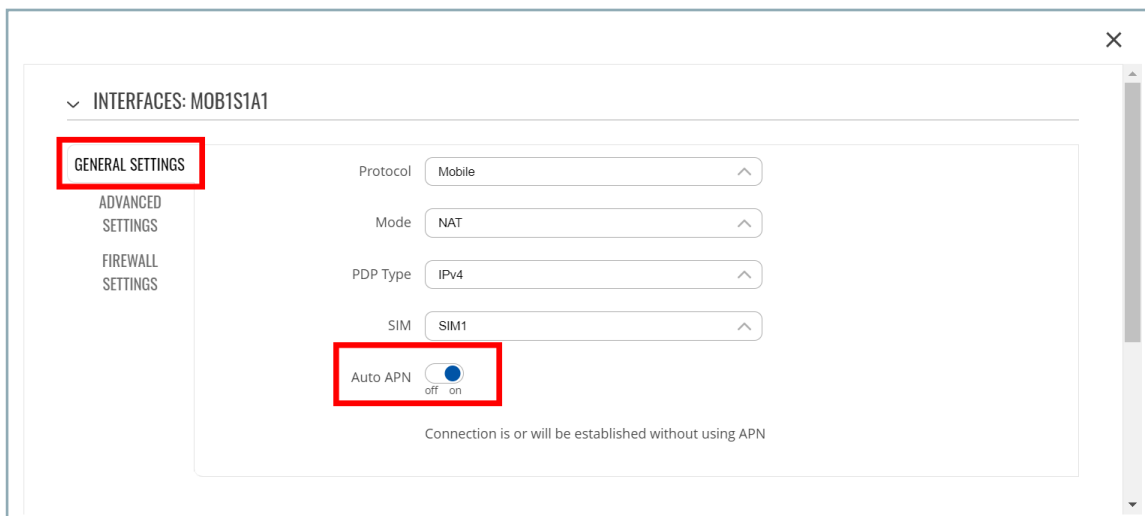 INTERFACES: MOB1S1A1
GENERAL SETTINGS
ADVANCED
SETTINGS
FIREWALL
SETTINGS
Protocol Mobile
Mode NAT
PDP Type IPv4
SIM SIM1
Auto APN
off on
Connection is or will be established without using APN